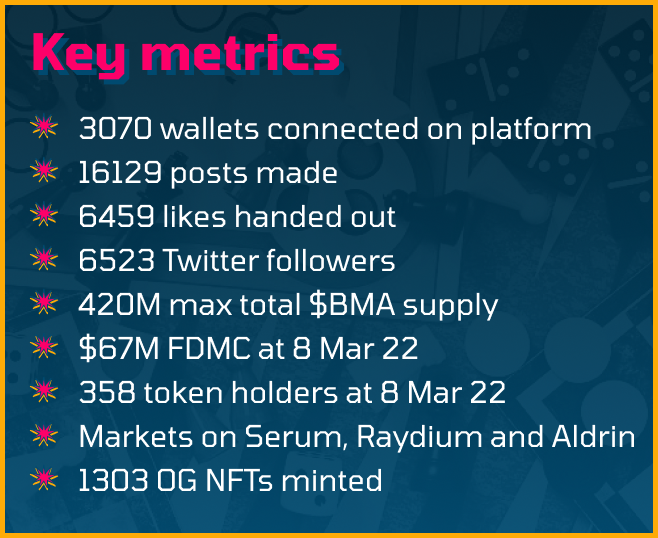 Key metrics
3070 wallets connected on platform
16129 posts made
6459 likes handed out
6523 Twitter followers
420M max total $BMA supply
$67M FDMC at 8 Mar 22
358 token holders at 8 Mar 22
Markets on Serum, Raydium and Aldrin
1303 OG NFTs minted